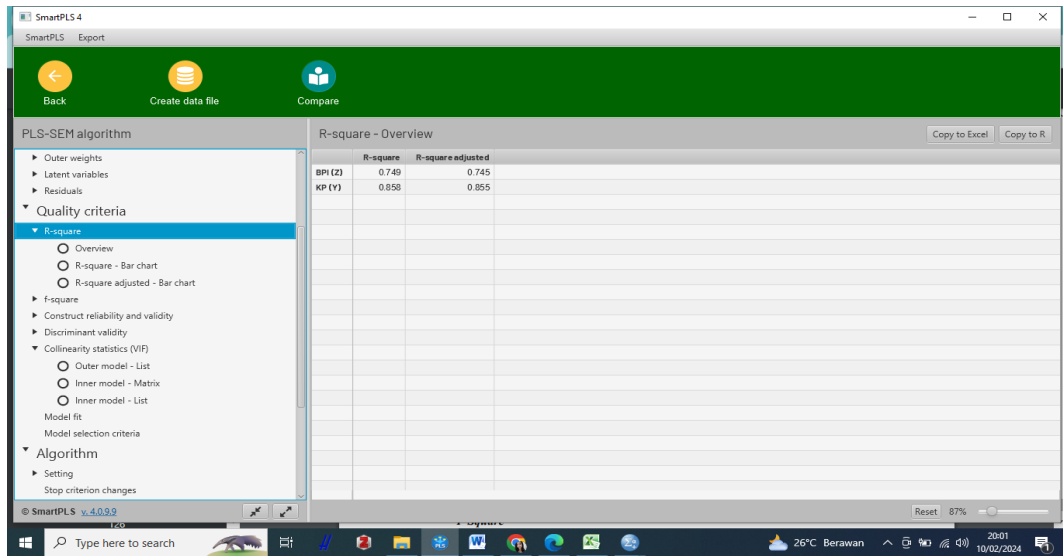 SmartPLS 4
SmartPLS Export
Back Create data file Compare
PLS-SEM algorithm
R-square - Overview
Copy to Excel Copy to R
R-square R-square adjusted
BPI (Z) 0.749 0.745
KP (Y) 0.858 0.855
Outer weights
Latent variables
Residuals
Quality criteria
R-square
Overview
R-square - Bar chart
R-square adjusted - Bar chart
f-square
Construct reliability and validity
Discriminant validity
Collinearity statistics (VIF)
Outer model - List
Inner model - Matrix
Inner model - List
Model fit
Model selection criteria
Algorithm
Setting
Stop criterion changes
© SmartPLS v. 4.0.9.9
Reset 87%
Type here to search
26°C Berawan
20:01
10/02/2024